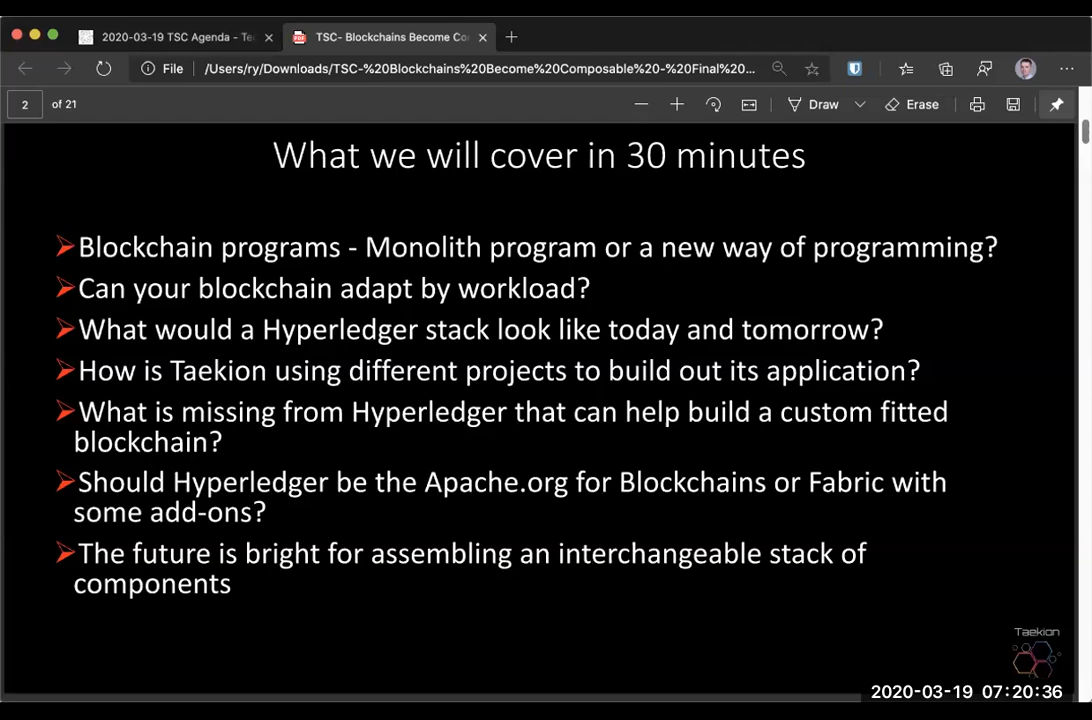 2020-03-19 TSC Agenda - Te
TSC- Blockchains Become Co
File
/Users/ry/Downloads/TSC-%20Blockchains%20Become%20Composable%20-%20Final%20...
2
of 21
Draw
Erase
What we will cover in 30 minutes
Blockchain programs - Monolith program or a new way of programming?
Can your blockchain adapt by workload?
What would a Hyperledger stack look like today and tomorrow?
How is Taekion using different projects to build out its application?
What is missing from Hyperledger that can help build a custom fitted
blockchain?
Should Hyperledger be the Apache.org for Blockchains or Fabric with
some add-ons?
The future is bright for assembling an interchangeable stack of
components
Taekion
2020-03-19 07:20:36